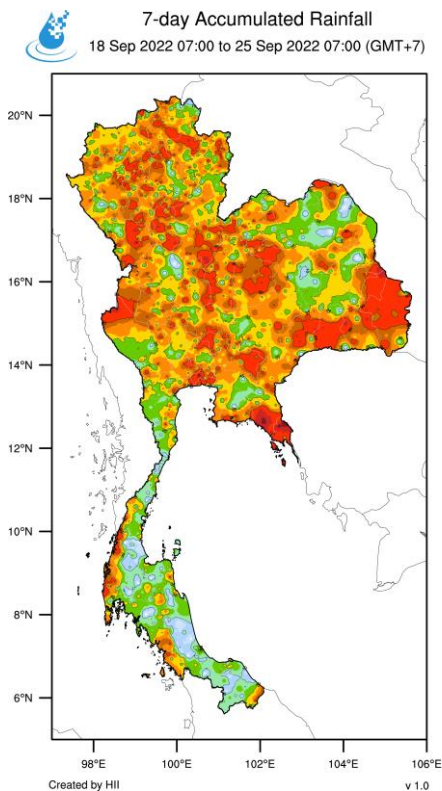 7-day Accumulated Rainfall
18 Sep 2022 07:00 to 25 Sep 2022 07:00 (GMT+7)
20°N
18°N
16°N
14°N
12°N
10°N
8°N
6°N
98°E 100°E 102°E 104°E 106°E
Created by HII v 1.0